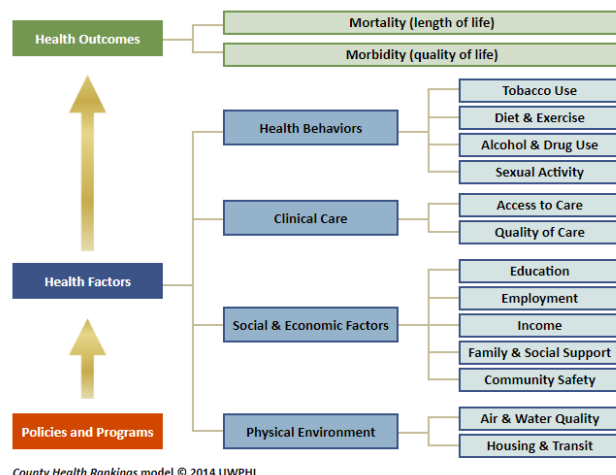 Health Outcomes
Mortality (length of life)
Morbidity (quality of life)
Health Factors
Health Behaviors
Tobacco Use
Diet & Exercise
Alcohol & Drug Use
Sexual Activity
Clinical Care
Access to Care
Quality of Care
Social & Economic Factors
Education
Employment
Income
Family & Social Support
Community Safety
Physical Environment
Air & Water Quality
Housing & Transit
Policies and Programs
County Health Rankings model © 2014 UWPHI